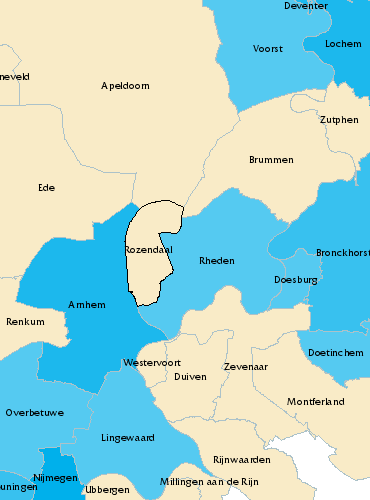 Deventer
Lochem
Voorst
neveld
Apeldoorn
Zutphen
Brummen
Ede
Rozendaal
Rheden
Bronckhorst
Doesburg
Arnhem
Renkum
Doetinchem
Westervoort
Zevenaar
Duiven
Montferland
Overbetuwe
Lingewaard
Rijnwaarden
Nijmegen
Millingen aan de Rijn
uningen
Ubbergen